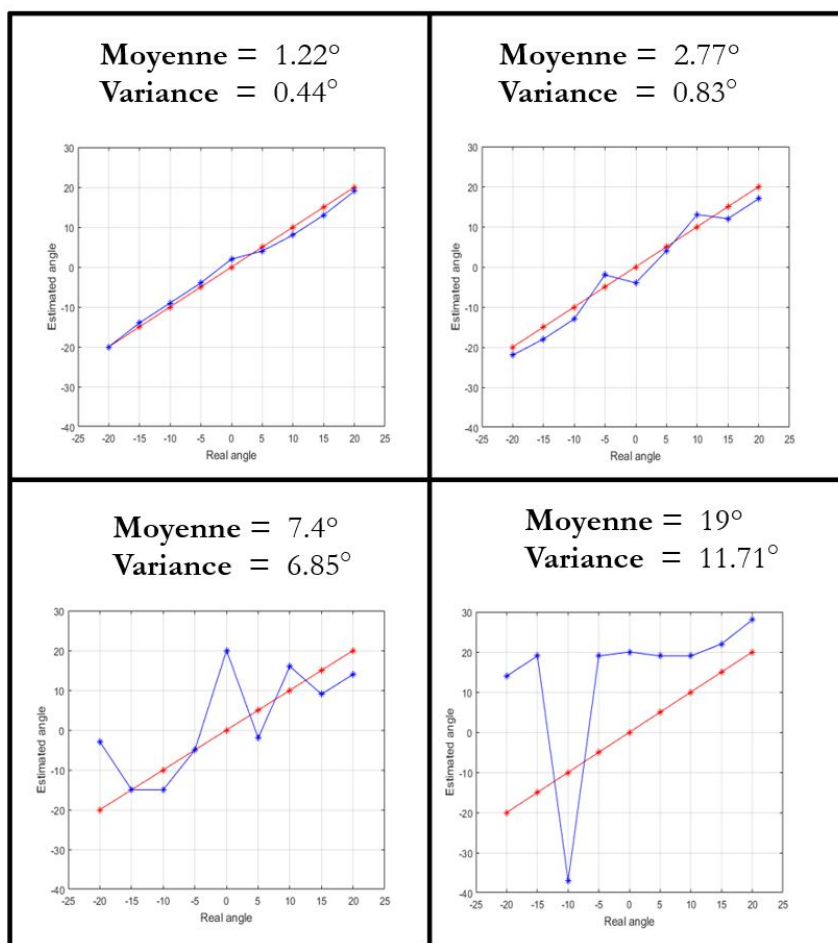 Moyenne = 1.22°
Variance = 0.44°
30
20
10
0
-10
-20
-30
-40
Estimated angle
-25 -20 -15 -10 -5 0 5 10 15 20 25
Real angle
Moyenne = 2.77°
Variance = 0.83°
30
20
10
0
-10
-20
-30
-40
Estimated angle
-25 -20 -15 -10 -5 0 5 10 15 20 25
Real angle
Moyenne = 7.4°
Variance = 6.85°
30
20
10
0
-10
-20
-30
-40
Estimated angle
-25 -20 -15 -10 -5 0 5 10 15 20 25
Real angle
Moyenne = 19°
Variance = 11.71°
30
20
10
0
-10
-20
-30
-40
Estimated angle
-25 -20 -15 -10 -5 0 5 10 15 20 25
Real angle